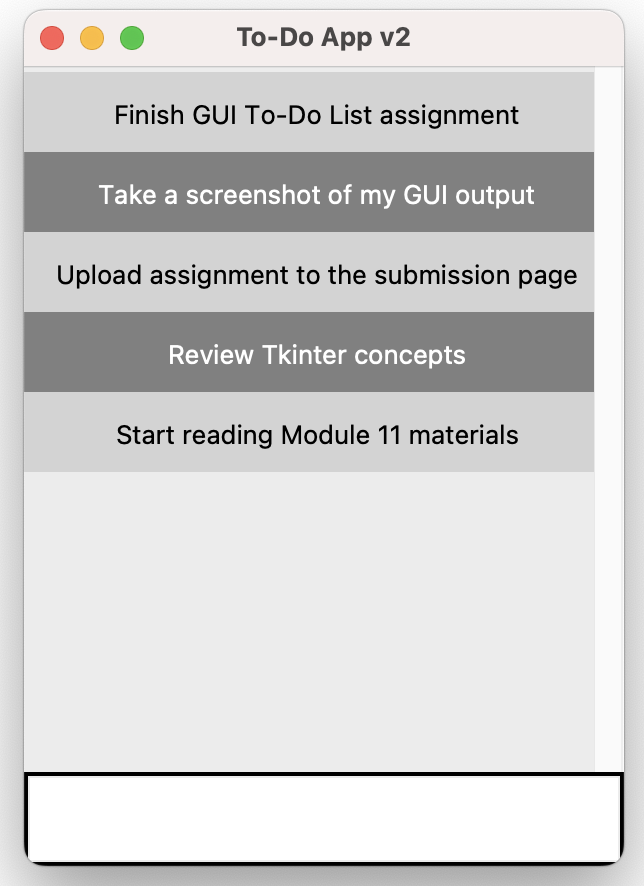 To-Do App v2
Finish GUI To-Do List assignment
Take a screenshot of my GUI output
Upload assignment to the submission page
Review Tkinter concepts
Start reading Module 11 materials